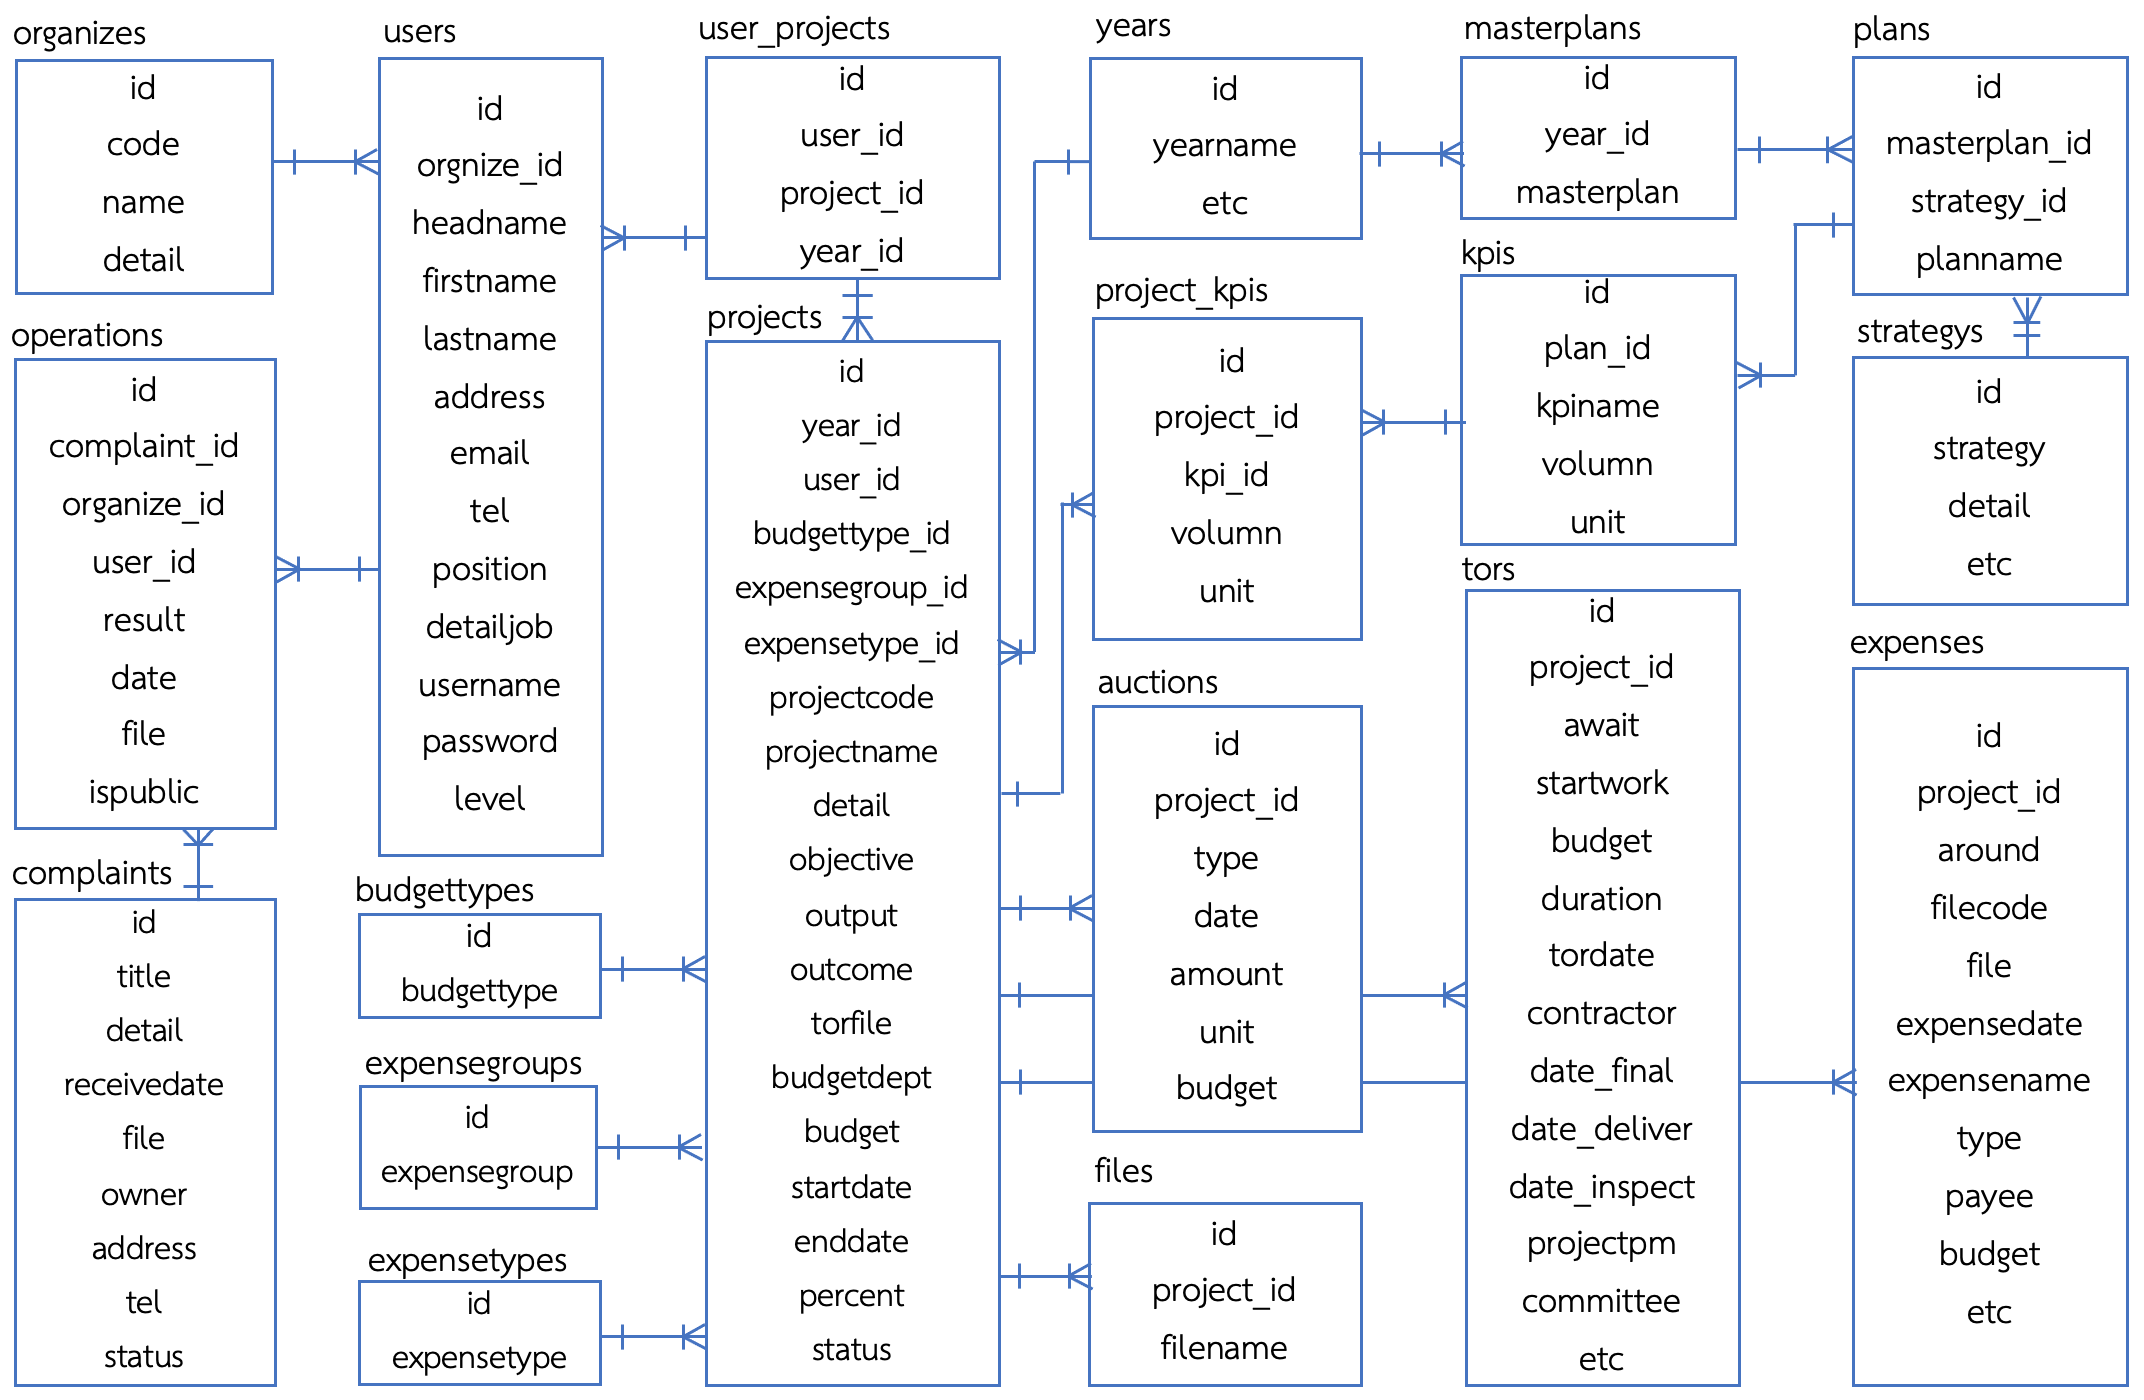 organizes
id
code
name
detail
operations
id
complaint_id
organize_id
user_id
result
date
file
ispublic
complaints
id
title
detail
receivedate
file
owner
address
tel
status
users
id
orgnize_id
headname
firstname
lastname
address
email
tel
position
detailjob
username
password
level
budgettypes
id
budgettype
expensegroups
id
expensegroup
expensetypes
id
expensetype
user_projects
id
user_id
project_id
year_id
projects
id
year_id
user_id
budgettype_id
expensegroup_id
expensetype_id
projectcode
projectname
detail
objective
output
outcome
torfile
budgetdept
budget
startdate
enddate
percent
status
years
id
yearname
etc
project_kpis
id
project_id
kpi_id
volumn
unit
auctions
id
project_id
type
date
amount
unit
budget
files
id
project_id
filename
masterplans
id
year_id
masterplan
kpis
id
plan_id
kpiname
volumn
unit
tors
id
project_id
await
startwork
budget
duration
tordate
contractor
date_final
date_deliver
date_inspect
projectpm
committee
etc
plans
id
masterplan_id
strategy_id
planname
strategys
id
strategy
detail
etc
expenses
id
project_id
around
filecode
file
expensedate
expensename
type
payee
budget
etc